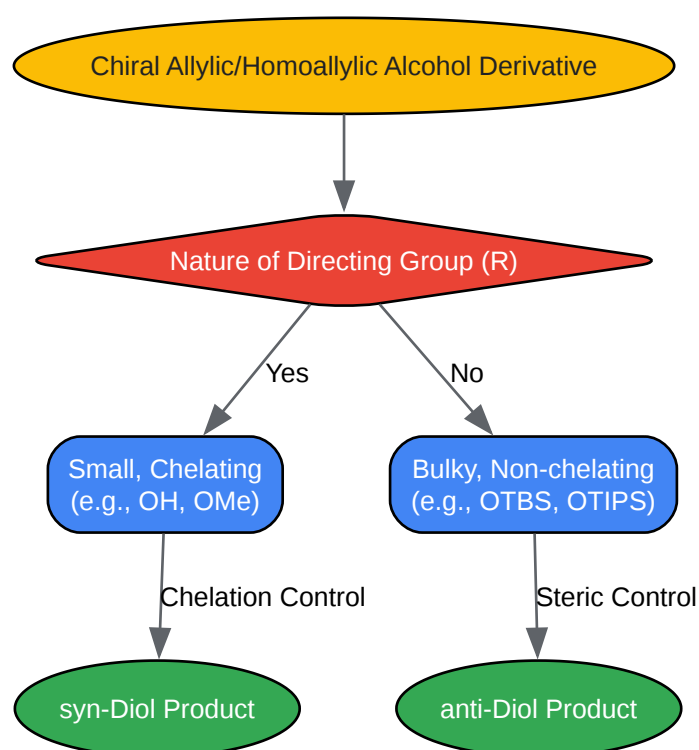 Chiral Allylic/Homoallylic Alcohol Derivative
Nature of Directing Group (R)
Yes
No
Small, Chelating
(e.g., OH, OMe)
Bulky, Non-chelating
(e.g., OTBS, OTIPS)
Chelation Control
Steric Control
syn-Diol Product
anti-Diol Product